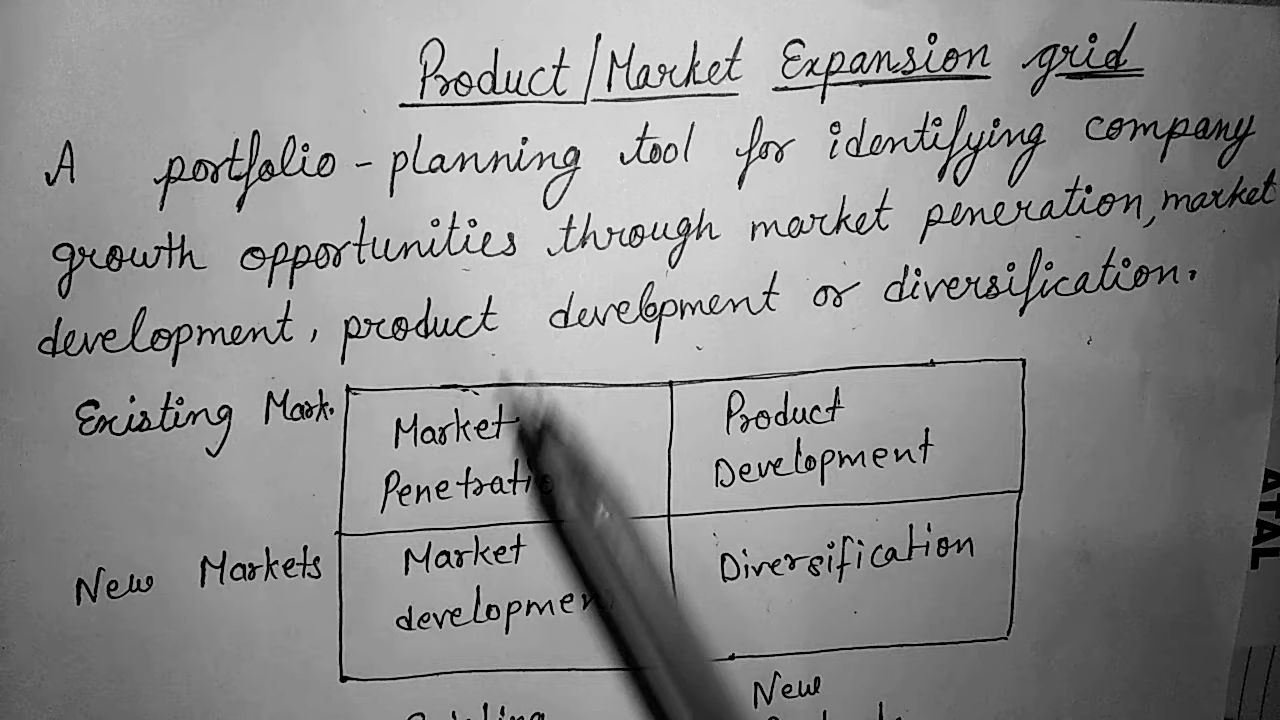 Product/Market Expansion grid
A portfolio-planning tool for identifying company
growth opportunities through market peneration, market
development, product development or diversification.
Existing Mark.
Market
Penetratio
Product
Development
New Markets
Market
developmen
Diversification
New
ATAL